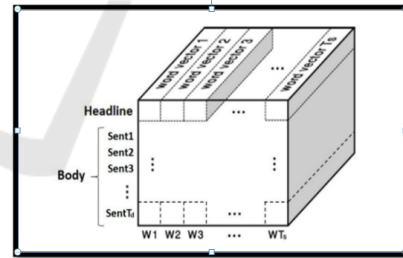 word vector 1
word vector 2
word vector 3
...
word vector Ts
Headline
...
Sent1
Sent2
Sent3
Body
SentTd
...
W1 W2 W3 ... WTs